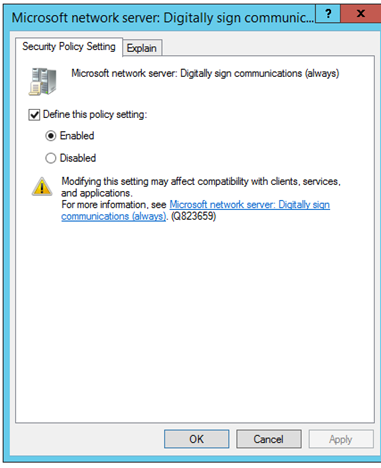 Microsoft network server: Digitally sign communic... ? x
Security Policy Setting Explain
Microsoft network server: Digitally sign communications (always)
Define this policy setting:
Enabled
Disabled
Modifying this setting may affect compatibility with clients, services,
and applications.
For more information, see Microsoft network server: Digitally sign
communications (always). (Q823659)
OK Cancel Apply